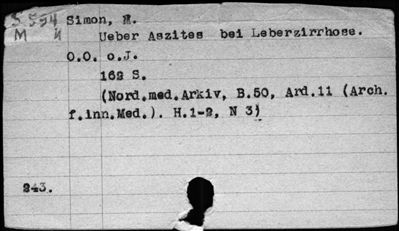 S 554 Simon, M.
M 4 Ueber Aszites bei Leberzirrhose.
O.O. o.J.
162 S.
(Nord.med.Arkiv, B.50, Ard.11 (Arch.
f.inn.Med.). H.1-2, N 3)
243.